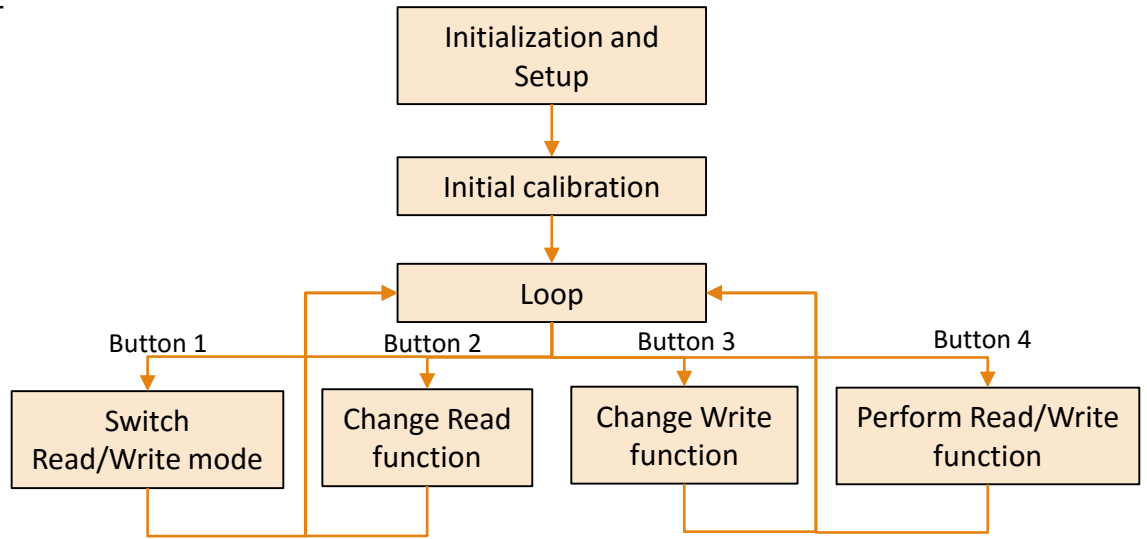 Initialization and
Setup
Initial calibration
Loop
Button 1
Button 2
Button 3
Button 4
Switch
Read/Write mode
Change Read
function
Change Write
function
Perform Read/Write
function